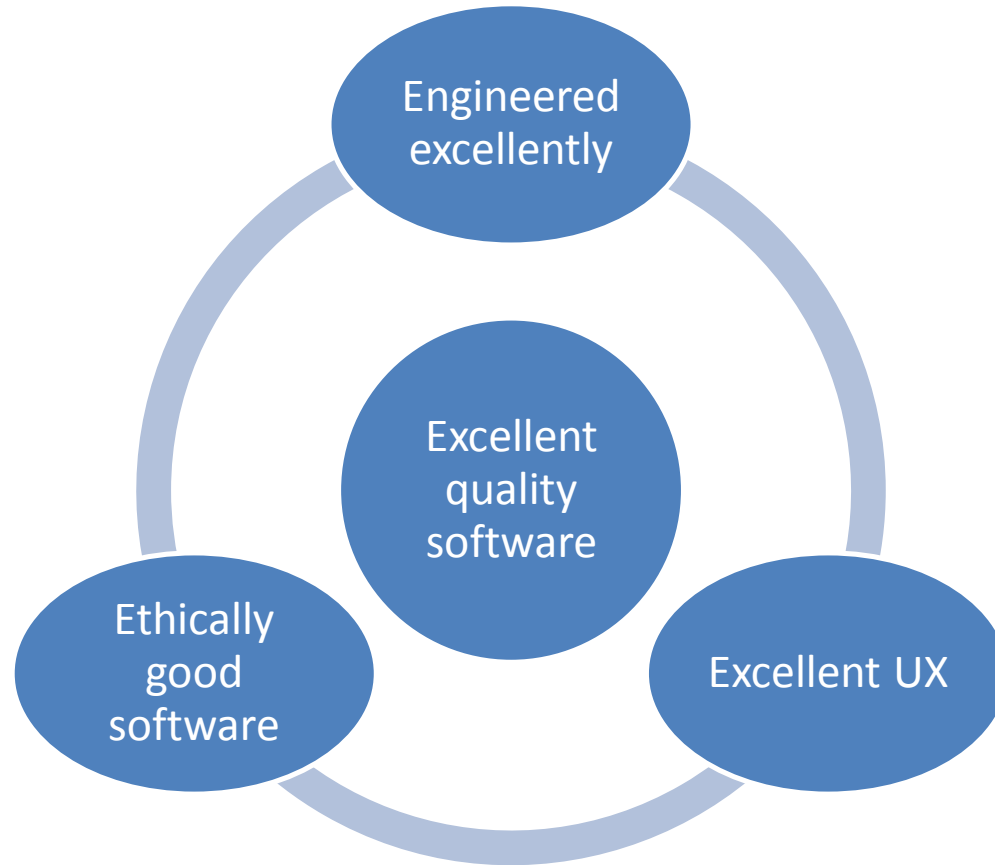 Engineered
excellently
Excellent
quality
software
Ethically
good
software
Excellent UX